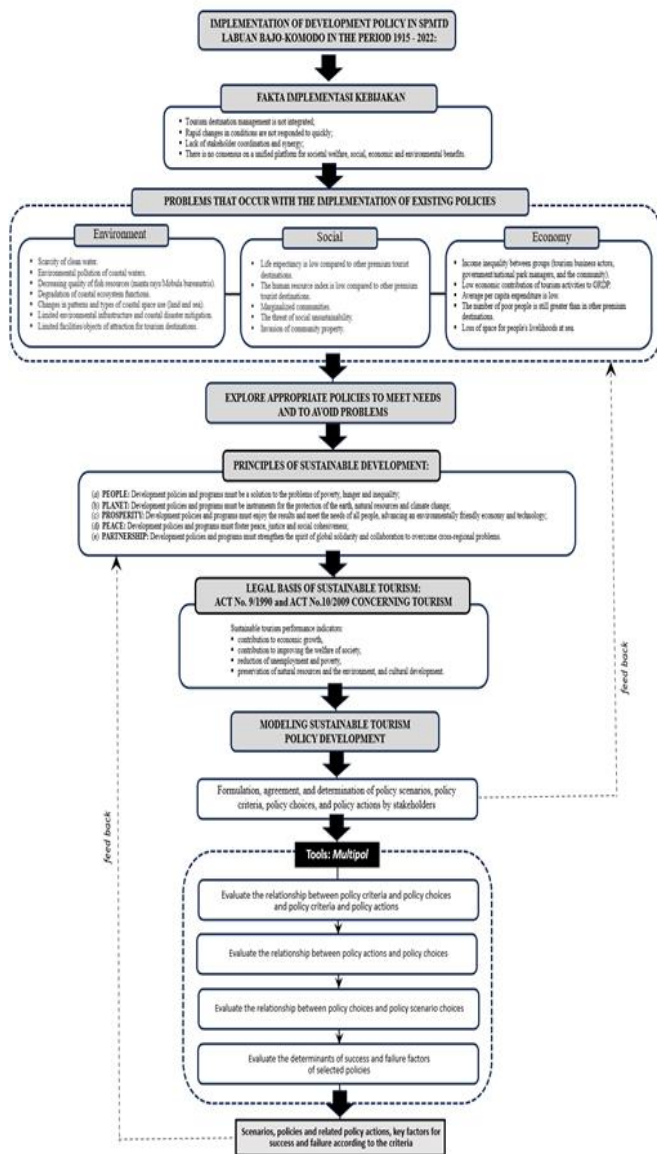 IMPLEMENTATION OF DEVELOPMENT POLICY IN SPMTD
LABUAN BAJO-KOMODO IN THE PERIOD 1915 - 2022:
FAKTA IMPLEMENTASI KEBIJAKAN
Tourism destination management is not integrated;
Rapid changes in conditions are not responded to quickly;
Lack of stakeholder coordination and synergy;
There is no consensus on a unified platform for societal welfare, social, economic and environmental benefits.
PROBLEMS THAT OCCUR WITH THE IMPLEMENTATION OF EXISTING POLICIES
Environment
Scarcity of clean water.
Environmental pollution of coastal waters.
Decreasing quality of fish resources (manta rays
Degradation of coastal ecosystem functions.
Changes in patterns and types of coastal space use (land and sea).
Limited environmental infrastructure and coastal disaster mitigation.
Limited facilities/objects of attraction for tourism destinations.
Social
Life expectancy is low compared to other premium tourist
destinations.
The human resource index is low compared to other premium
tourist destinations.
Marginalized communities.
The threat of social unsustainability.
Invasion of community property.
Economy
Income inequality between groups (tourism business actors,
government/national park managers, and the community).
Low economic contribution of tourism activities to GRDP.
Average per capita expenditure is low.
The number of poor people is still greater than in other premium
destinations.
Loss of space for people's livelihoods at sea.
EXPLORE APPROPRIATE POLICIES TO MEET NEEDS
AND TO AVOID PROBLEMS
PRINCIPLES OF SUSTAINABLE DEVELOPMENT:
(a) PEOPLE: Development policies and programs must be a solution to the problems of poverty, hunger and inequality;
(b) PLANET: Development policies and programs must be instruments for the protection of the earth, natural resources and climate change;
(c) PROSPERITY: Development policies and programs must enjoy the results and meet the needs of all people, advancing an environmentally friendly economy and technology;
(d) PEACE: Development policies and programs must foster peace, justice and social cohesiveness;
(e) PARTNERSHIP: Development policies and programs must strengthen the spirit of global solidarity and collaboration to overcome cross-regional problems.
LEGAL BASIS OF SUSTAINABLE TOURISM:
ACT No. 9/1990 and ACT No.10/2009 CONCERNING TOURISM
Sustainable tourism performance indicators:
contribution to economic growth,
contribution to improving the welfare of society,
reduction of unemployment and poverty,
preservation of natural resources and the environment, and cultural development.
MODELING SUSTAINABLE TOURISM
POLICY DEVELOPMENT
Formulation, agreement, and determination of policy scenarios, policy
criteria, policy choices, and policy actions by stakeholders
Tools: Multipol
Evaluate the relationship between policy criteria and policy choices
and policy criteria and policy actions
Evaluate the relationship between policy actions and policy choices
Evaluate the relationship between policy choices and policy scenario choices
Evaluate the determinants of success and failure factors
of selected policies
Scenarios, policies and related policy actions, key factors for
success and failure according to the criteria
feed back
feed back